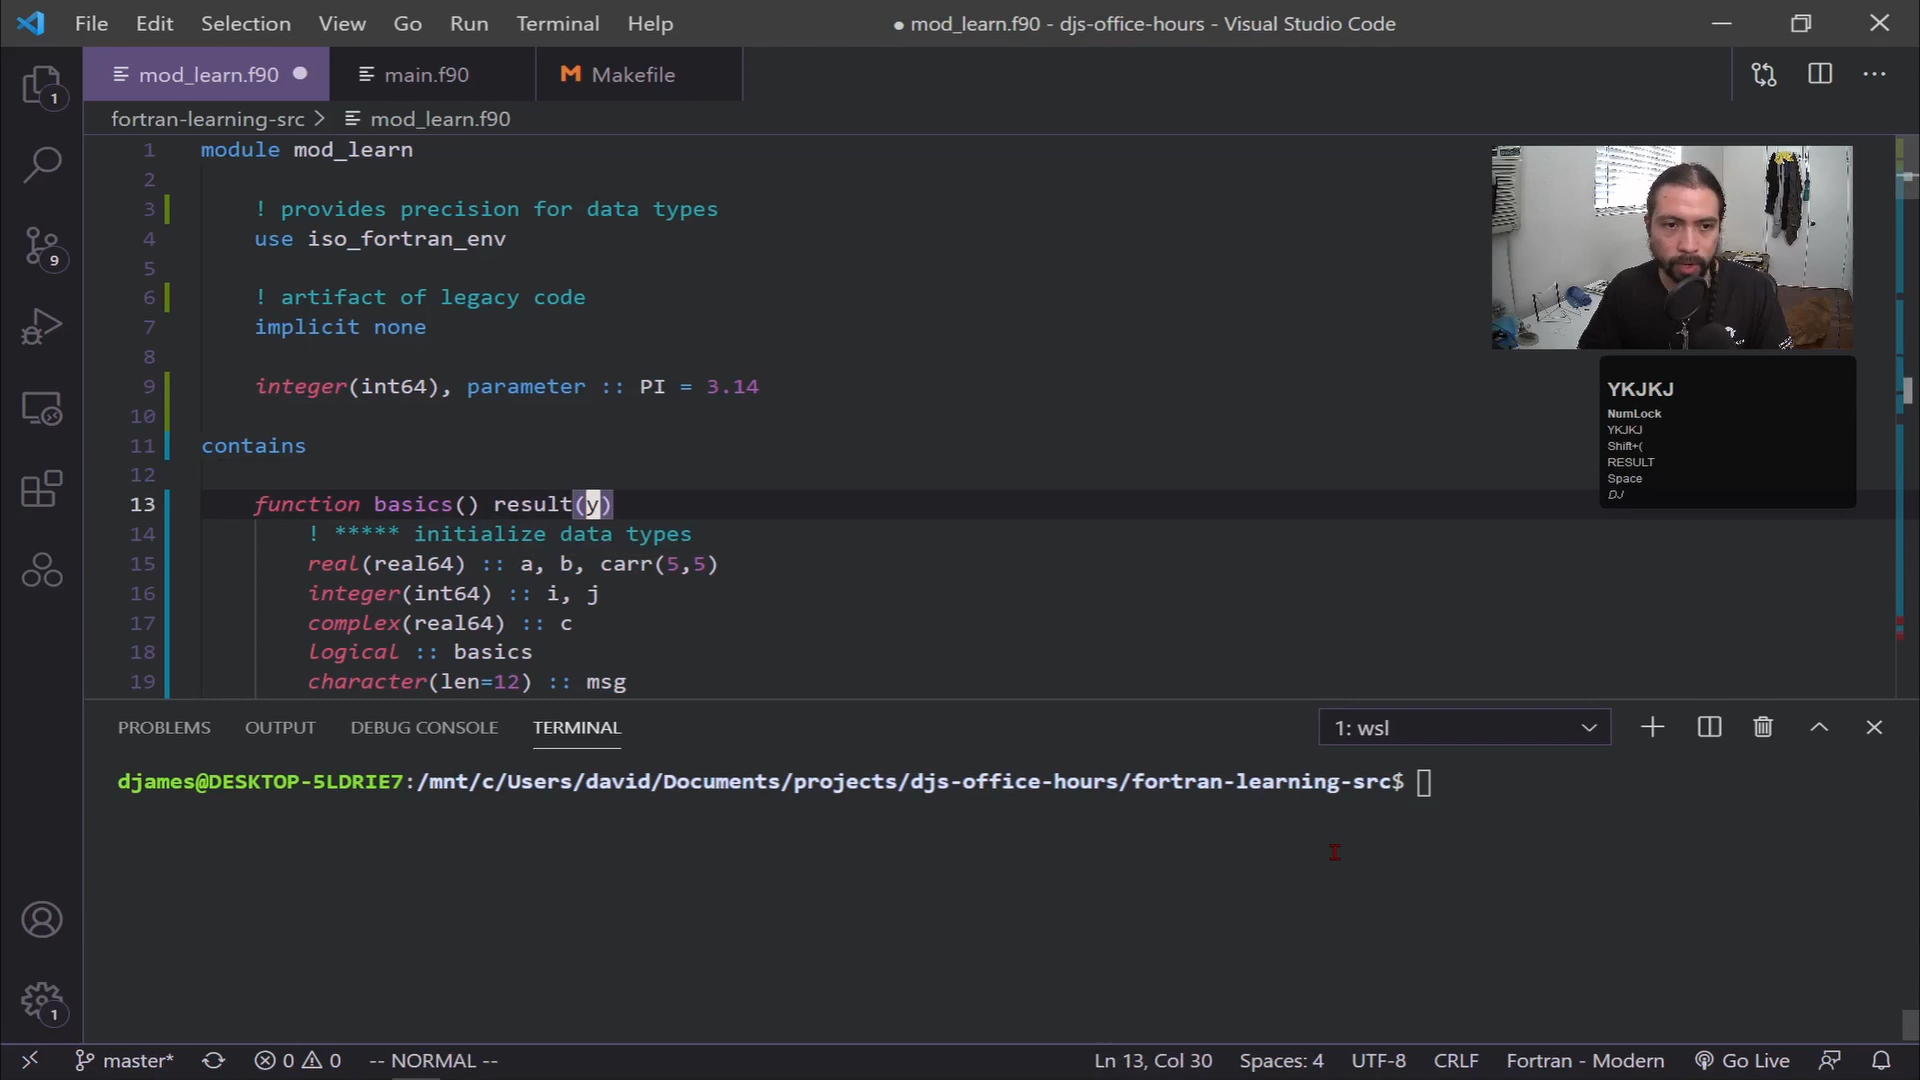 File Edit Selection View Go Run Terminal Help
● mod_learn.f90 - djs-office-hours - Visual Studio Code
mod_learn.f90 main.f90 Makefile
fortran-learning-src > mod_learn.f90
1 module mod_learn
2
3 ! provides precision for data types
4 use iso_fortran_env
5
6 ! artifact of legacy code
7 implicit none
8
9 integer(int64), parameter :: PI = 3.14
10
11 contains
12
13 function basics() result(y)
14 ! ***** initialize data types
15 real(real64) :: a, b, carr(5,5)
16 integer(int64) :: i, j
17 complex(real64) :: c
18 logical :: basics
19 character(len=12) :: msg
1
9
1
YKJKJ
NumLock
YKJKJ
Shift+(
RESULT
Space
DJ
PROBLEMS OUTPUT DEBUG CONSOLE TERMINAL
1: wsl
djames@DESKTOP-5LDRIE7:/mnt/c/Users/david/Documents/projects/djs-office-hours/fortran-learning-src$
master* 0 0 -- NORMAL --
Ln 13, Col 30 Spaces: 4 UTF-8 CRLF Fortran - Modern Go Live